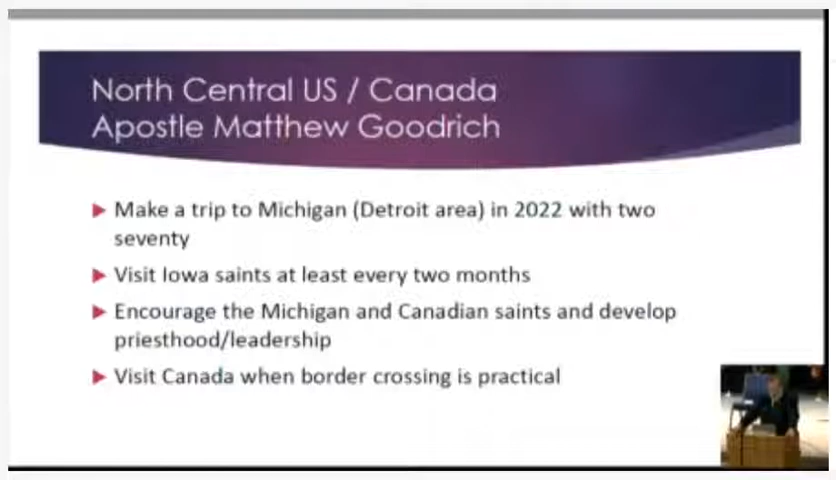 North Central US / Canada
Apostle Matthew Goodrich
Make a trip to Michigan (Detroit area) in 2022 with two
seventy
Visit Iowa saints at least every two months
Encourage the Michigan and Canadian saints and develop
priesthood/leadership
Visit Canada when border crossing is practical